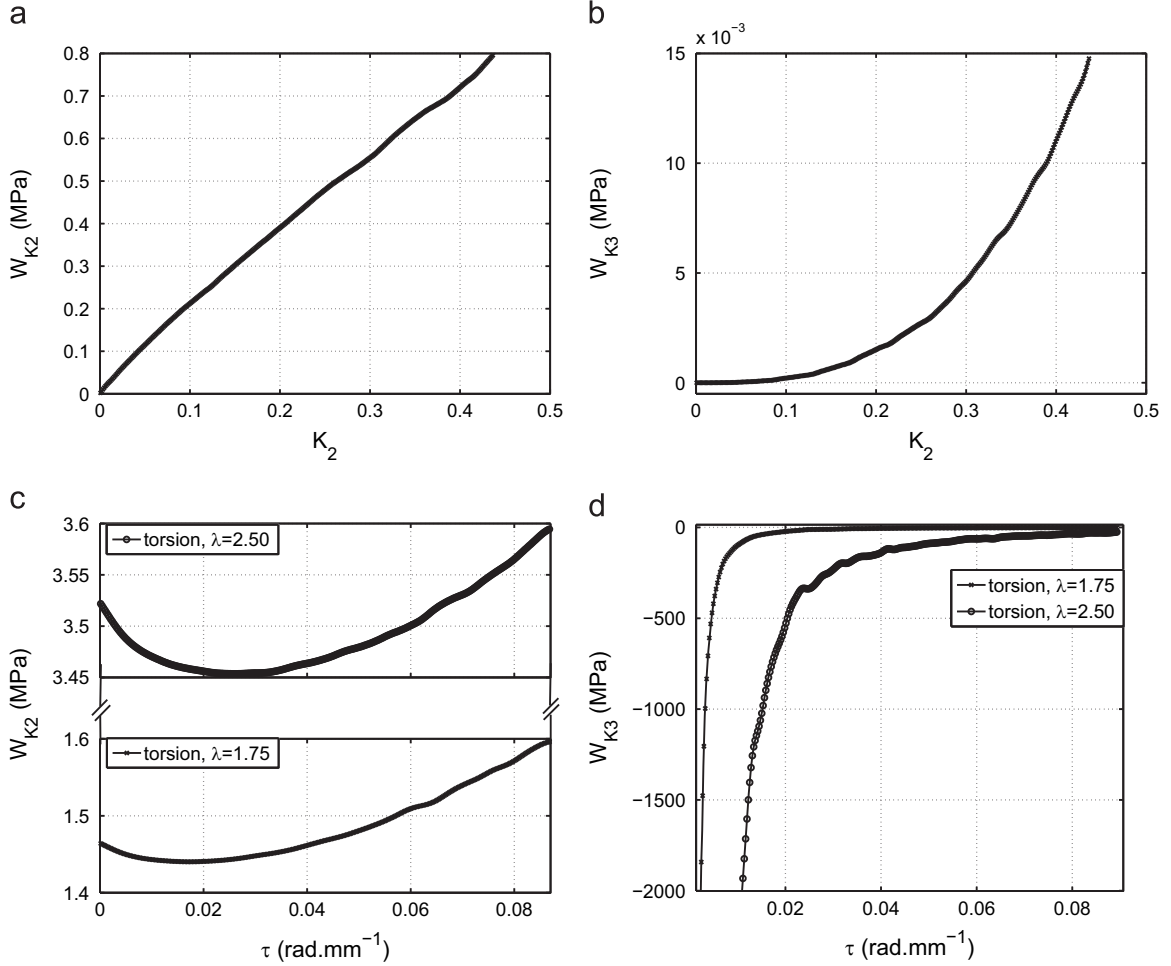 a
0.8
0.7
0.6
0.5
0.4
0.3
0.2
0.1
0
0 0.1 0.2 0.3 0.4 0.5
W_K2 (MPa)
K_2
b
x 10^−3
15
10
5
0
0 0.1 0.2 0.3 0.4 0.5
W_K3 (MPa)
K_2
c
3.6
3.55
3.5
3.45
torsion, λ=2.50
1.6
1.5
1.4
torsion, λ=1.75
0 0.02 0.04 0.06 0.08
W_K2 (MPa)
τ (rad.mm^−1)
d
0
−500
−1000
−1500
−2000
torsion, λ=1.75
torsion, λ=2.50
0.02 0.04 0.06 0.08
W_K3 (MPa)
τ (rad.mm^−1)